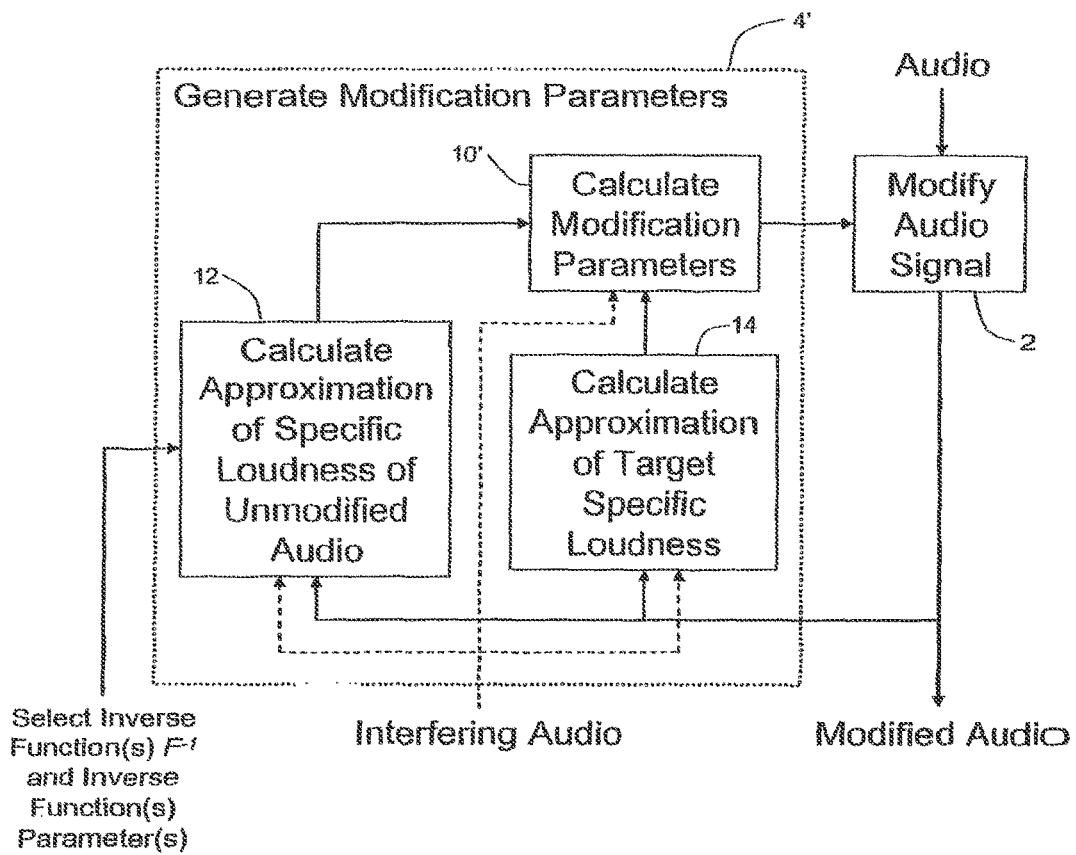 4'
Generate Modification Parameters
Audio
10'
Calculate
Modification
Parameters
Modify
Audio
Signal
2
12
Calculate
Approximation
of Specific
Loudness of
Unmodified
Audio
14
Calculate
Approximation
of Target
Specific
Loudness
Select Inverse
Function(s) F-1
and Inverse
Function(s)
Parameter(s)
Interfering Audio
Modified Audio